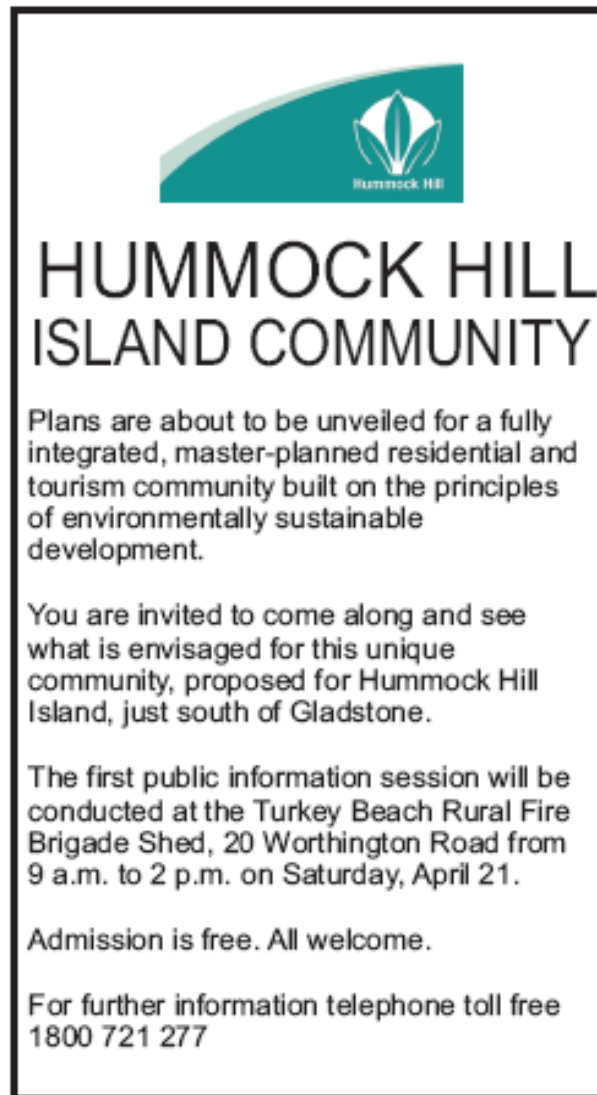 Hummock Hill
HUMMOCK HILL
ISLAND COMMUNITY
Plans are about to be unveiled for a fully
integrated, master-planned residential and
tourism community built on the principles
of environmentally sustainable
development.
You are invited to come along and see
what is envisaged for this unique
community, proposed for Hummock Hill
Island, just south of Gladstone.
The first public information session will be
conducted at the Turkey Beach Rural Fire
Brigade Shed, 20 Worthington Road from
9 a.m. to 2 p.m. on Saturday, April 21.
Admission is free. All welcome.
For further information telephone toll free
1800 721 277